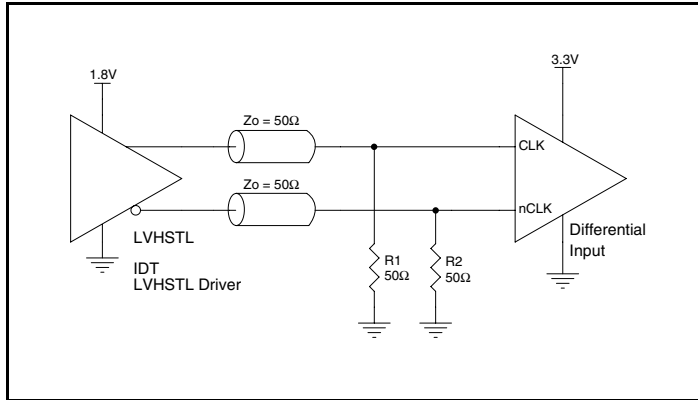 1.8V
3.3V
Zo = 50Ω
CLK
Zo = 50Ω
nCLK
LVHSTL
IDT
LVHSTL Driver
R1
50Ω
R2
50Ω
Differential
Input